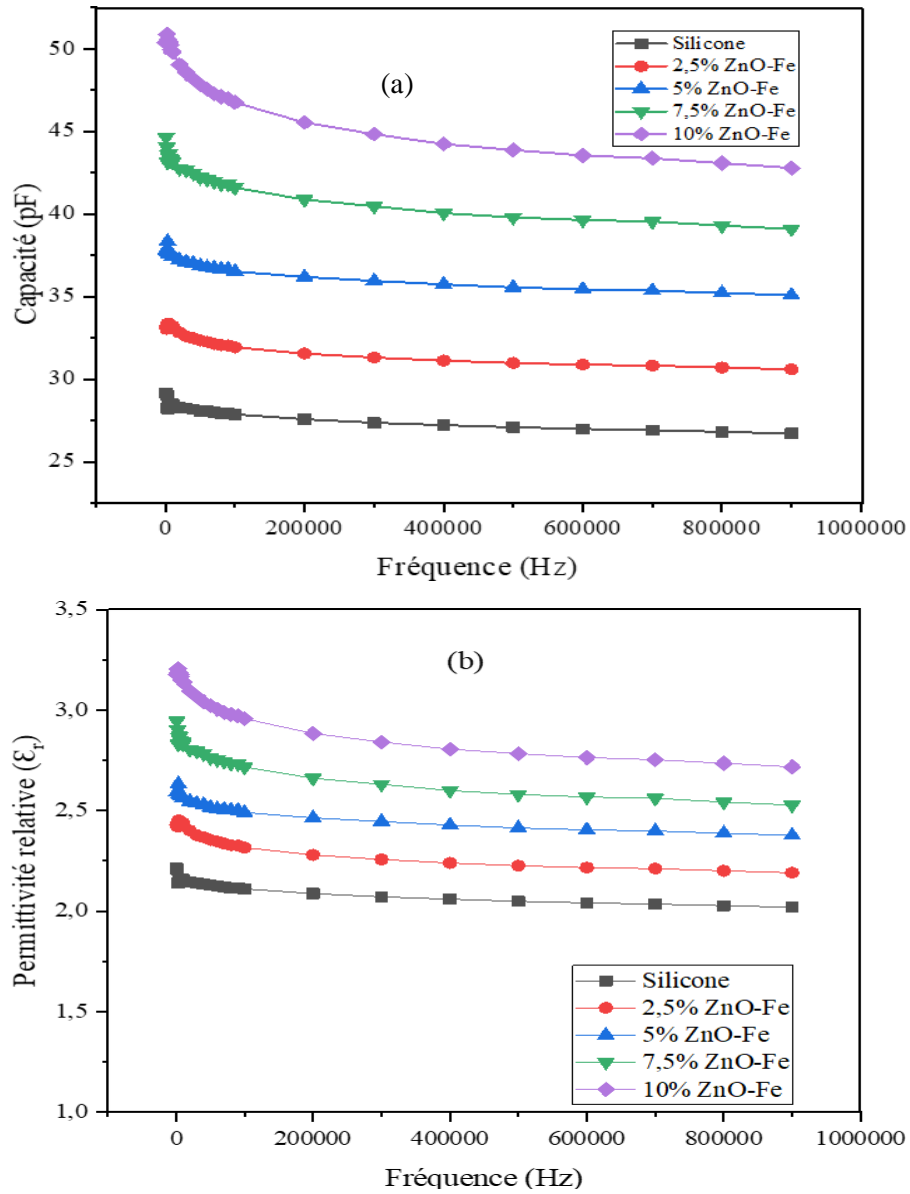 (a)
Silicone
2,5% ZnO-Fe
5% ZnO-Fe
7,5% ZnO-Fe
10% ZnO-Fe
Capacité (pF)
50
45
40
35
30
25
0
200000
400000
600000
800000
1000000
Fréquence (Hz)
(b)
Permittivité relative (Ɛr)
3,5
3,0
2,5
2,0
1,5
1,0
Silicone
2,5% ZnO-Fe
5% ZnO-Fe
7,5% ZnO-Fe
10% ZnO-Fe
0
200000
400000
600000
800000
1000000
Fréquence (Hz)